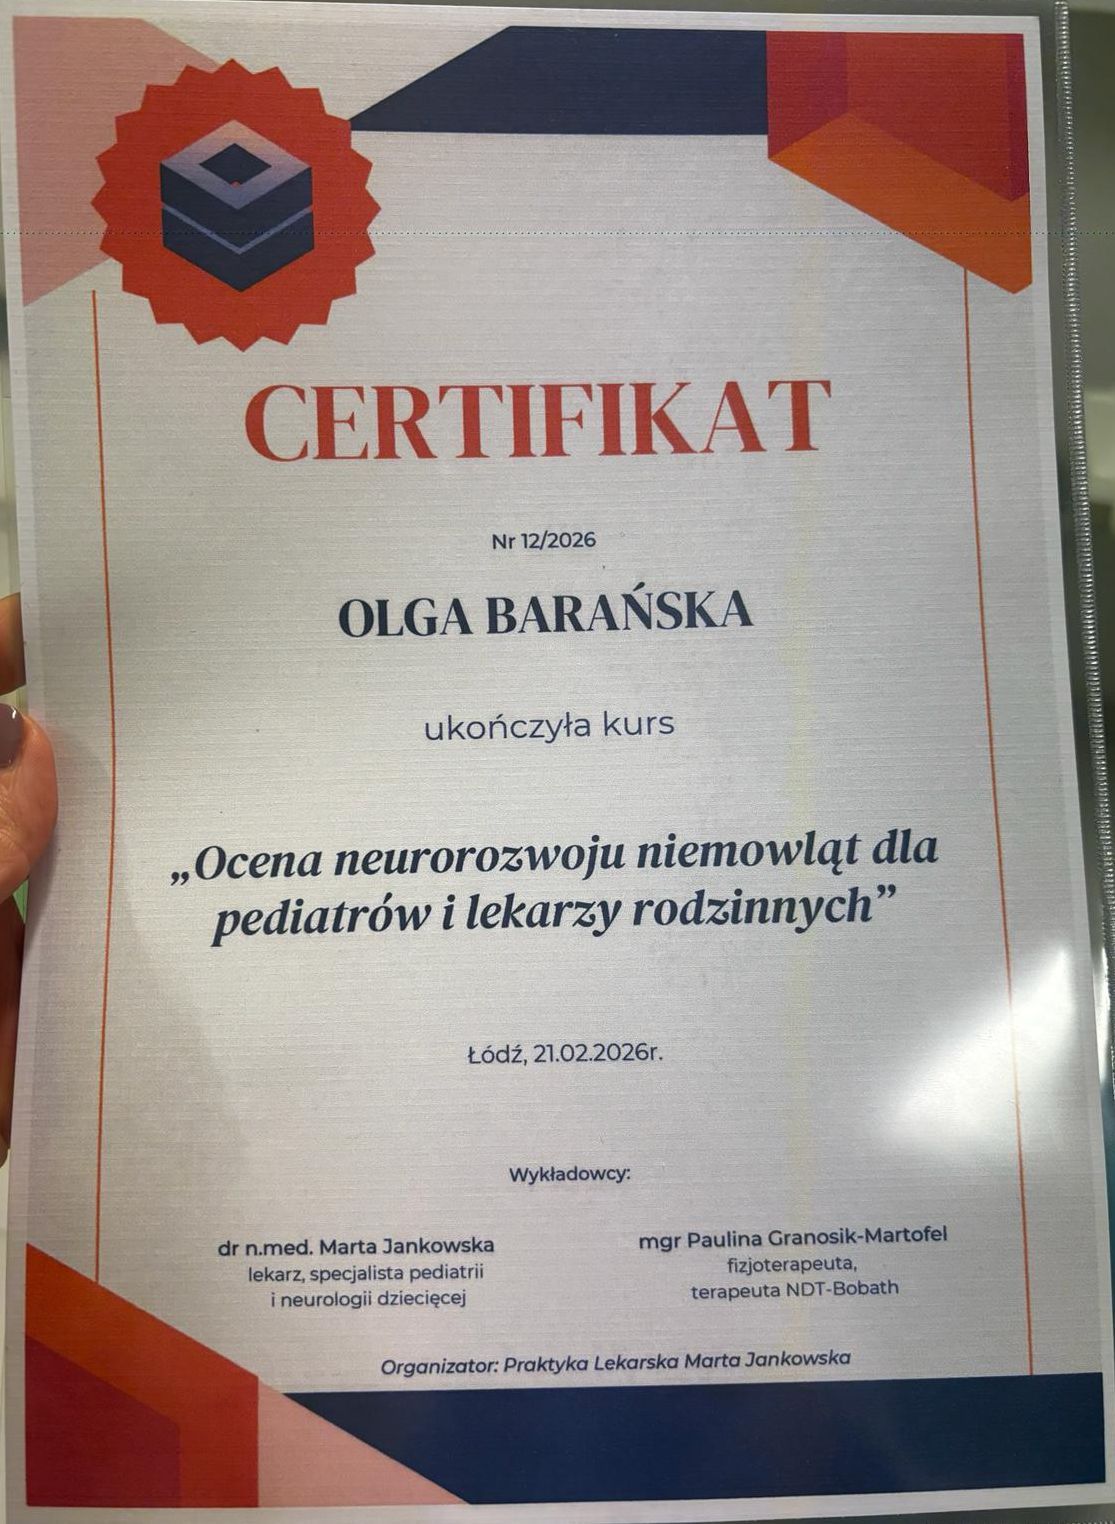 CERTIFIKAT
Nr 12/2026
OLGA BARAŃSKA
ukończyła kurs
„Ocena neurorozwoju niemowląt dla
pediatrów i lekarzy rodzinnych”
Łódź, 21.02.2026r.
Wykładowcy:
dr n.med. Marta Jankowska
lekarz, specjalista pediatrii
i neurologii dziecięcej
mgr Paulina Granosik-Martofel
fizjoterapeuta,
terapeuta NDT-Bobath
Organizator: Praktyka Lekarska Marta Jankowska